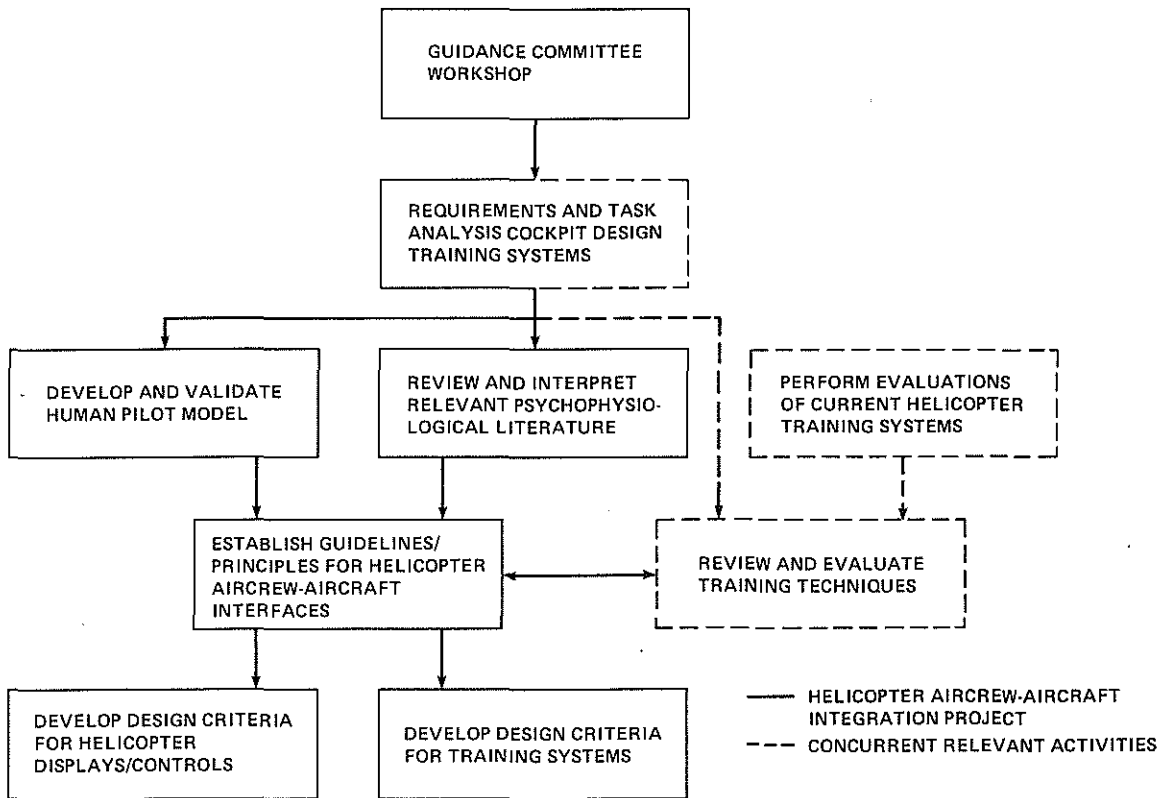 GUIDANCE COMMITTEE
WORKSHOP
REQUIREMENTS AND TASK
ANALYSIS COCKPIT DESIGN
TRAINING SYSTEMS
DEVELOP AND VALIDATE
HUMAN PILOT MODEL
REVIEW AND INTERPRET
RELEVANT PSYCHOPHYSIO-
LOGICAL LITERATURE
PERFORM EVALUATIONS
OF CURRENT HELICOPTER
TRAINING SYSTEMS
ESTABLISH GUIDELINES/
PRINCIPLES FOR HELICOPTER
AIRCREW-AIRCRAFT
INTERFACES
REVIEW AND EVALUATE
TRAINING TECHNIQUES
DEVELOP DESIGN CRITERIA
FOR HELICOPTER
DISPLAYS/CONTROLS
DEVELOP DESIGN CRITERIA
FOR TRAINING SYSTEMS
HELICOPTER AIRCREW-AIRCRAFT
INTEGRATION PROJECT
CONCURRENT RELEVANT ACTIVITIES